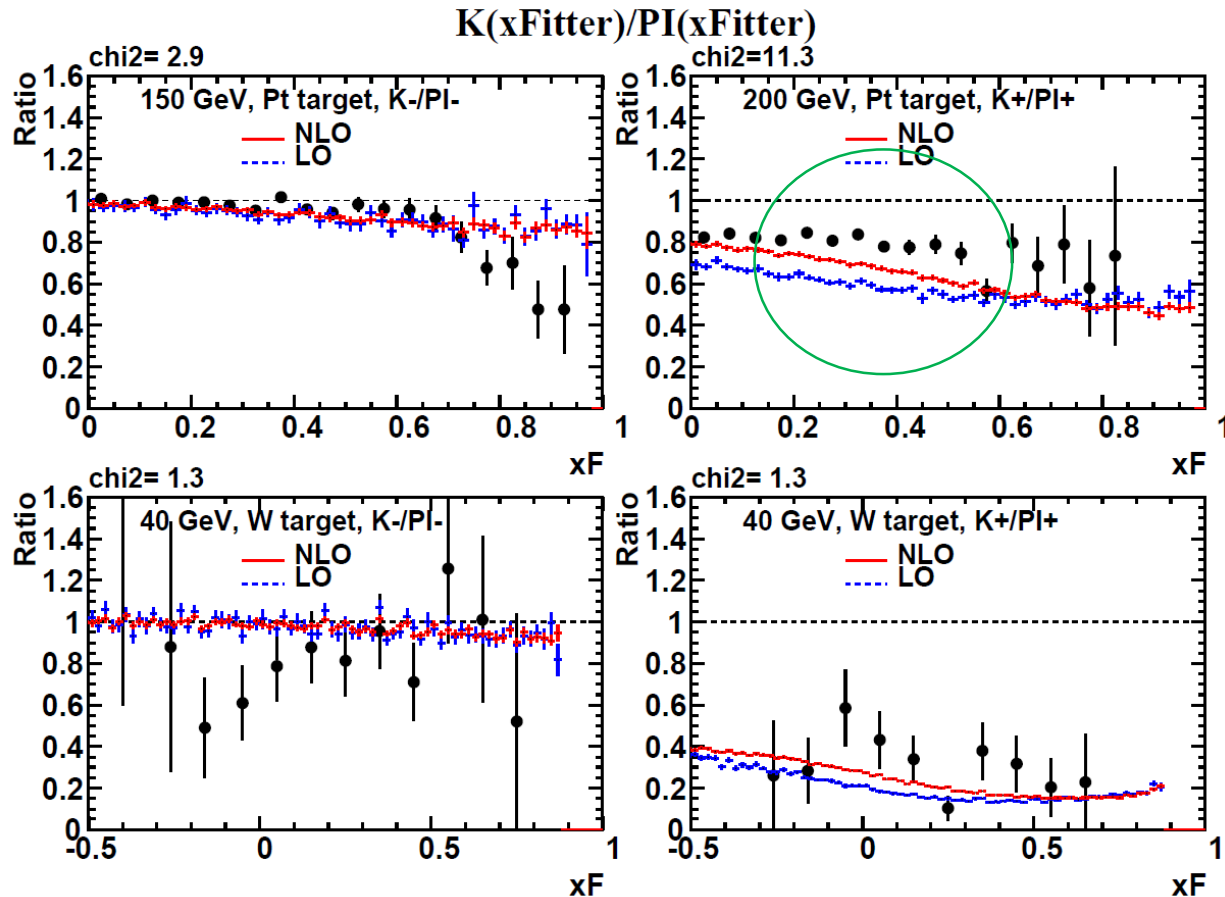 K(xFitter)/PI(xFitter)
chi2= 2.9
Ratio
1.6
1.4
1.2
1
0.8
0.6
0.4
0.2
0
150 GeV, Pt target, K-/PI-
NLO
LO
0
0.2
0.4
0.6
0.8
1
xF
chi2=11.3
Ratio
1.6
1.4
1.2
1
0.8
0.6
0.4
0.2
0
200 GeV, Pt target, K+/PI+
NLO
LO
0
0.2
0.4
0.6
0.8
1
xF
chi2= 1.3
Ratio
1.6
1.4
1.2
1
0.8
0.6
0.4
0.2
0
40 GeV, W target, K-/PI-
NLO
LO
-0.5
0
0.5
1
xF
chi2= 1.3
Ratio
1.6
1.4
1.2
1
0.8
0.6
0.4
0.2
0
40 GeV, W target, K+/PI+
NLO
LO
-0.5
0
0.5
1
xF